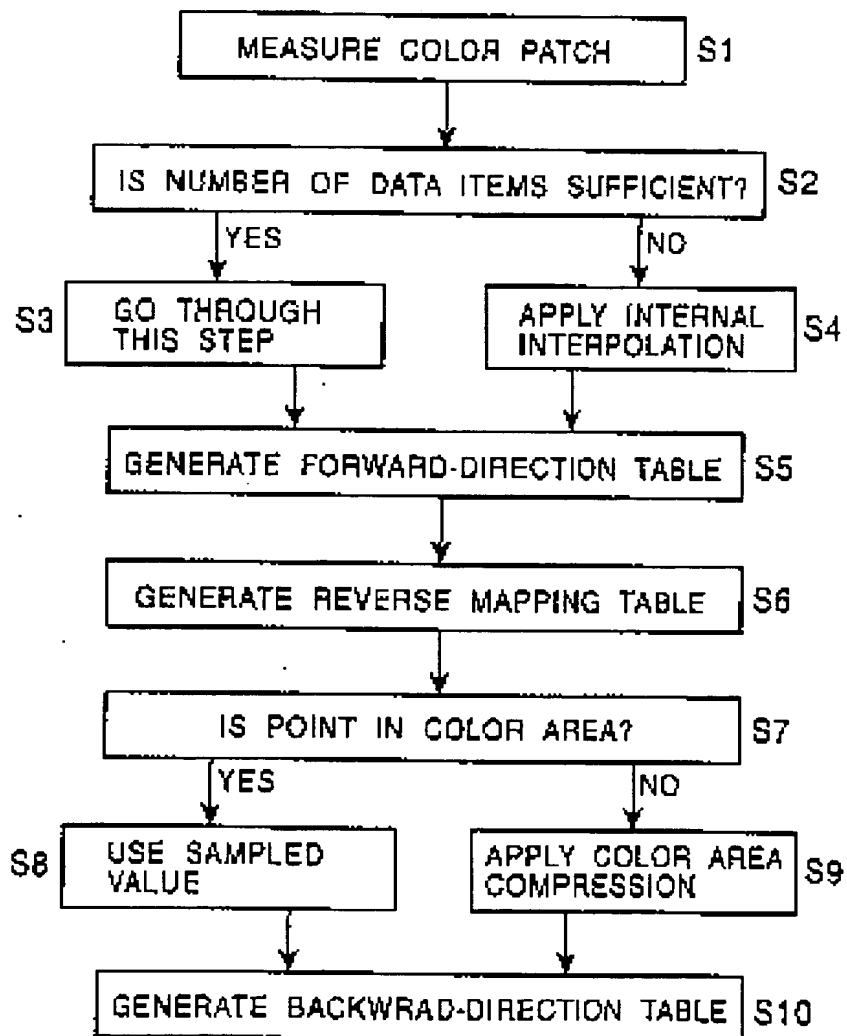 MEASURE COLOR PATCH S1
IS NUMBER OF DATA ITEMS SUFFICIENT? S2
YES NO
S3 GO THROUGH
THIS STEP
APPLY INTERNAL
INTERPOLATION S4
GENERATE FORWARD-DIRECTION TABLE S5
GENERATE REVERSE MAPPING TABLE S6
IS POINT IN COLOR AREA? S7
YES NO
S8 USE SAMPLED
VALUE
APPLY COLOR AREA
COMPRESSION S9
GENERATE BACKWRAD-DIRECTION TABLE S10